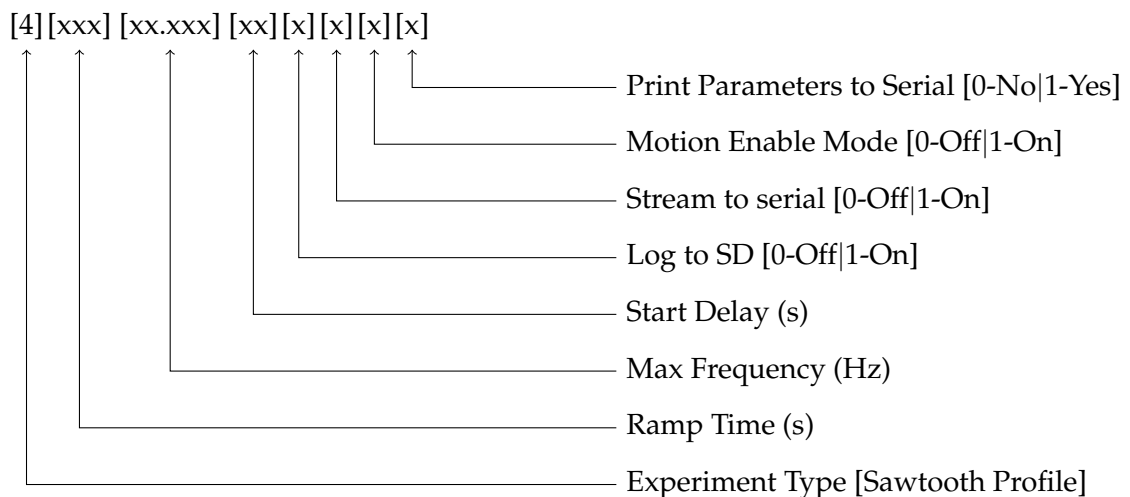 [4] [xxx] [xx.xxx] [xx] [x] [x] [x] [x]
Print Parameters to Serial [0-No|1-Yes]
Motion Enable Mode [0-Off|1-On]
Stream to serial [0-Off|1-On]
Log to SD [0-Off|1-On]
Start Delay (s)
Max Frequency (Hz)
Ramp Time (s)
Experiment Type [Sawtooth Profile]